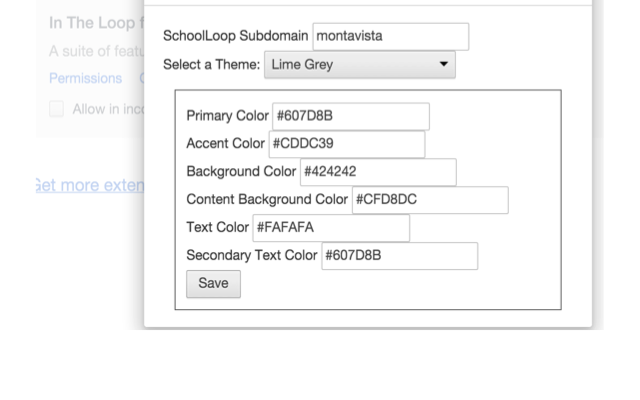 In The Loop f
SchoolLoop Subdomain montavista
A suite of featu
Select a Theme: Lime Grey
Permissions
Allow in inco
Primary Color #607D8B
Accent Color #CDDC39
Background Color #424242
Get more exten
Content Background Color #CFD8DC
Text Color #FAFAFA
Secondary Text Color #607D8B
Save